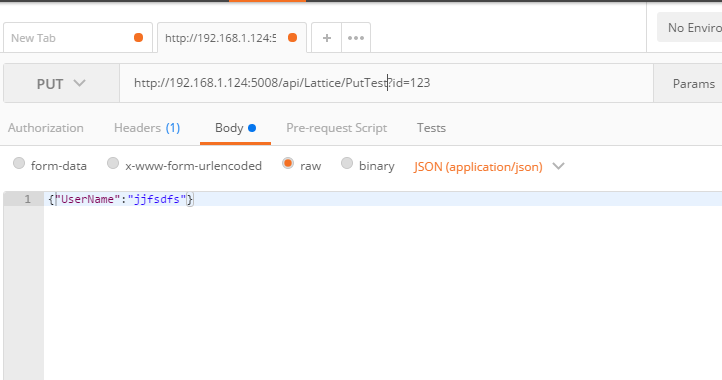 New Tab http://192.168.1.124:5 + ••• No Enviro
PUT http://192.168.1.124:5008/api/Lattice/PutTest?id=123 Params
Authorization Headers (1) Body Pre-request Script Tests
form-data x-www-form-urlencoded raw binary JSON (application/json)
1 {"UserName":"jjfsdfs"}